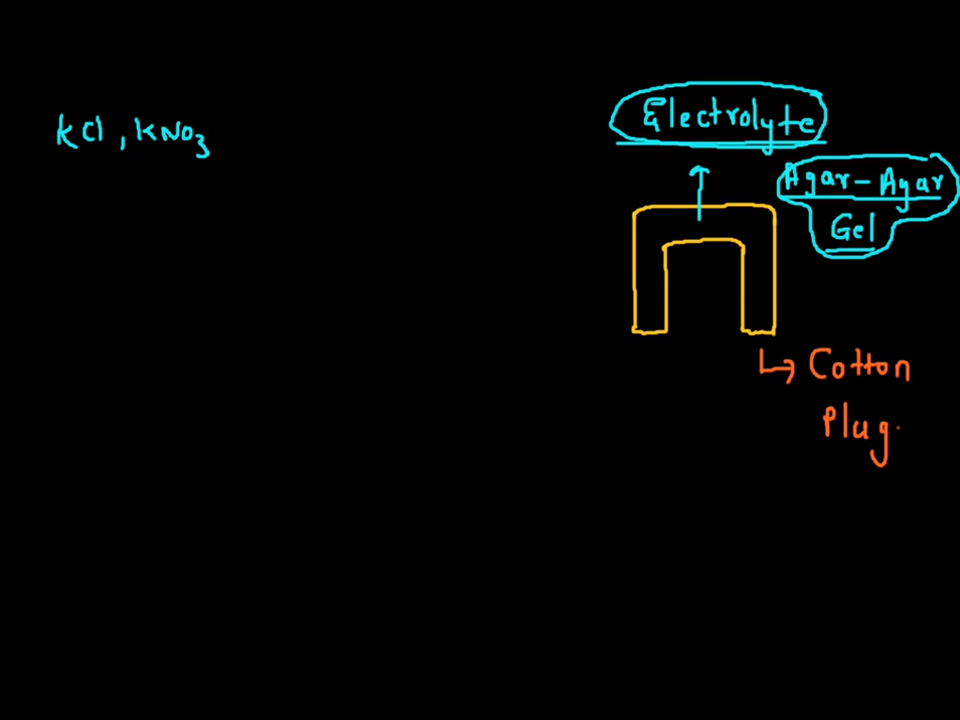 KCl, KNO3
Electrolyte
Agar-Agar
Gel
↳ Cotton
Plug.